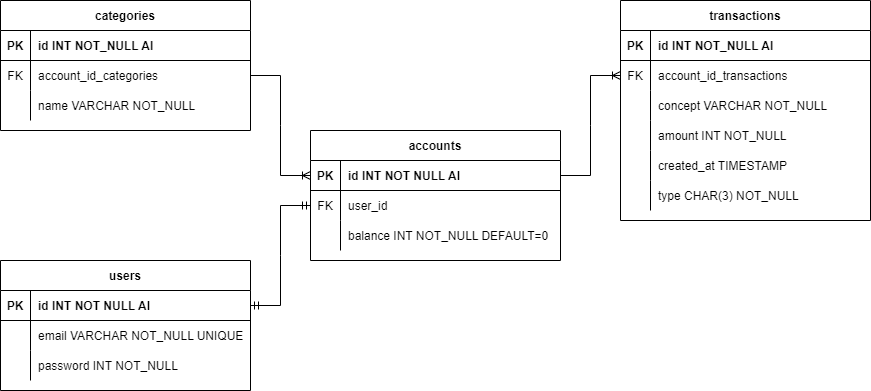 categories
PK id INT NOT_NULL AI
FK account_id_categories
name VARCHAR NOT_NULL
transactions
PK id INT NOT_NULL AI
FK account_id_transactions
concept VARCHAR NOT_NULL
amount INT NOT_NULL
created_at TIMESTAMP
type CHAR(3) NOT_NULL
accounts
PK id INT NOT NULL AI
FK user_id
balance INT NOT_NULL DEFAULT=0
users
PK id INT NOT NULL AI
email VARCHAR NOT_NULL UNIQUE
password INT NOT_NULL